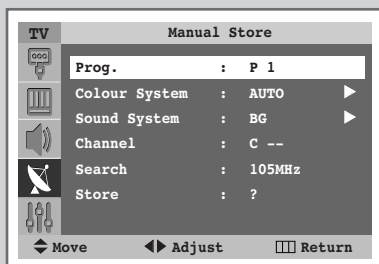 TV Manual Store
Prog. : P 1
Colour System : AUTO
Sound System : BG
Channel : C --
Search : 105MHz
Store : ?
Move Adjust Return